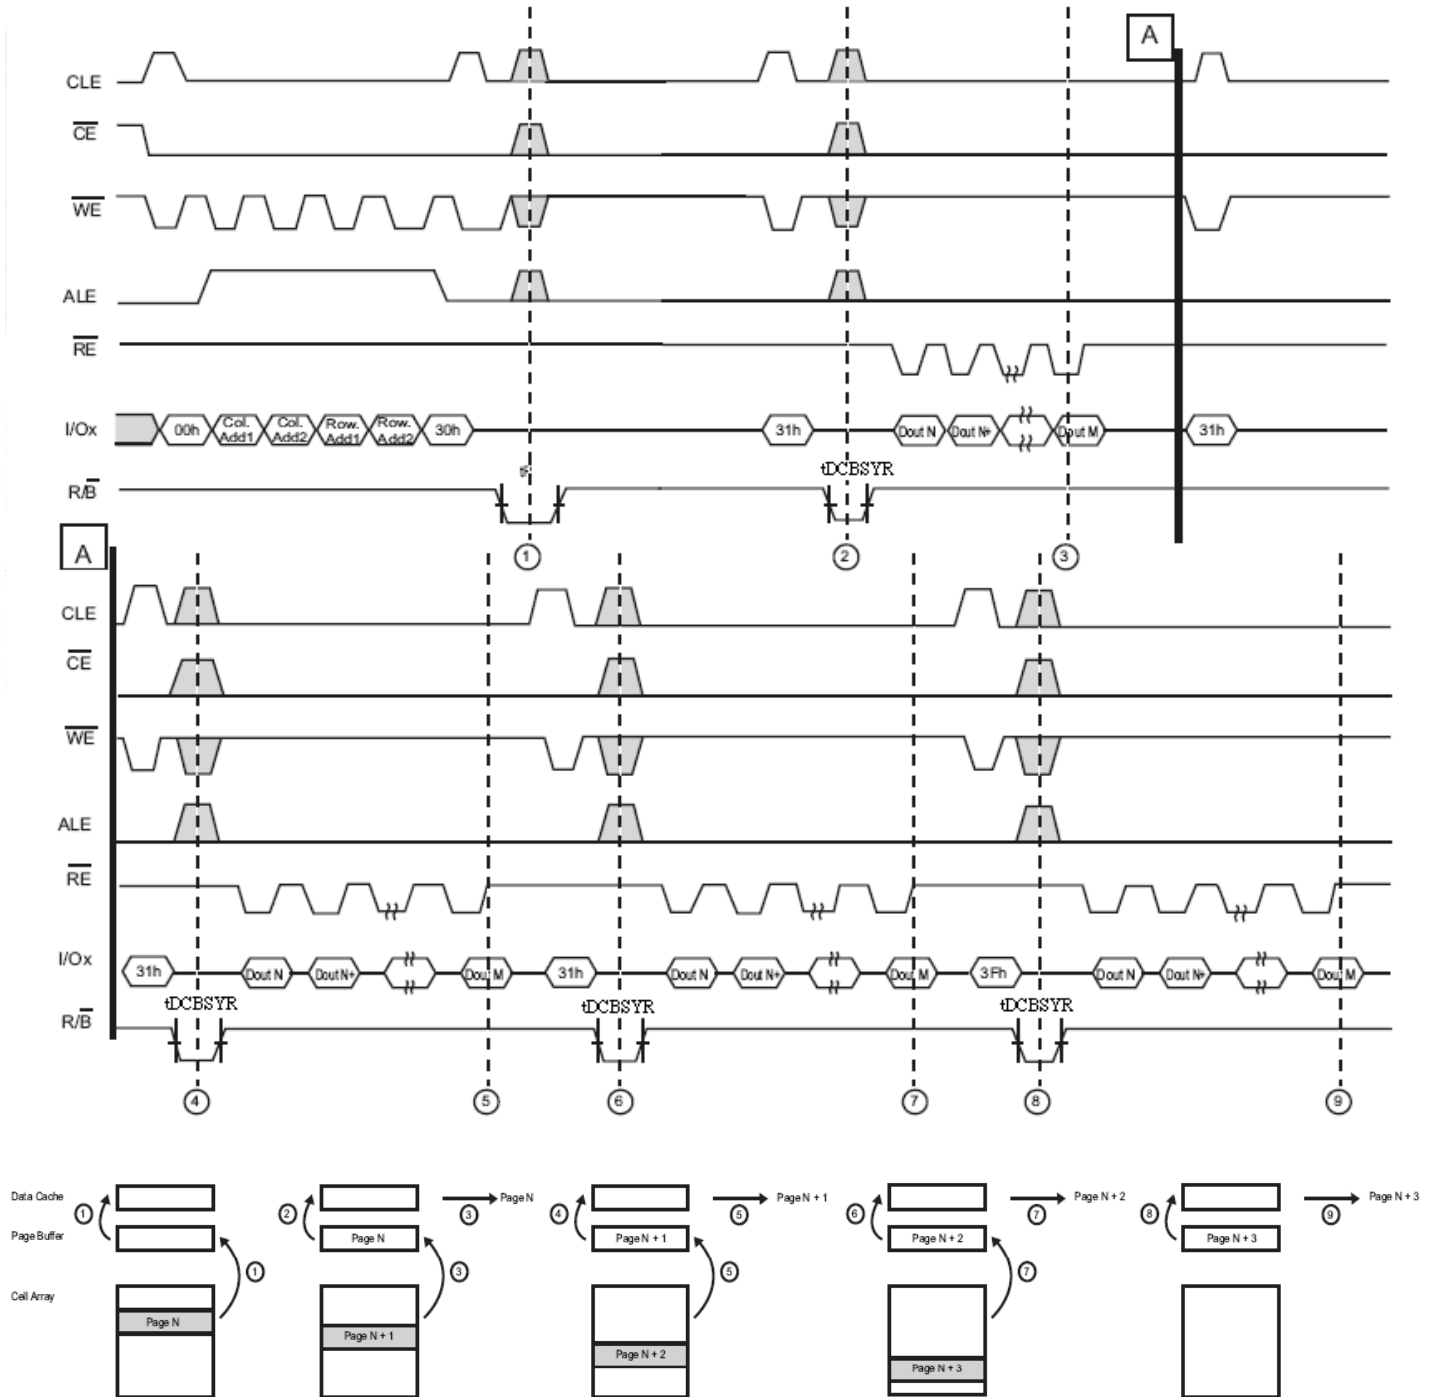 A
CLE
CE
WE
ALE
RE
I/Ox 00h Col. Add1 Col. Add2 Row. Add1 Row. Add2 30h 31h Dout N Dout N+ Dout M 31h
tDCBSYR
R/B
1 2 3
A
CLE
CE
WE
ALE
RE
I/Ox 31h Dout N Dout N+ Dout M 31h Dout N Dout N+ Dout M 3Fh Dout N Dout N+ Dout M
tDCBSYR tDCBSYR tDCBSYR
R/B
4 5 6 7 8 9
Data Cache 1 2 3 Page N 4 5 Page N + 1 6 7 Page N + 2 8 9 Page N + 3
Page Buffer Page N Page N + 1 Page N + 2 Page N + 3
1 3 5 7
Cell Array
Page N Page N + 1 Page N + 2 Page N + 3